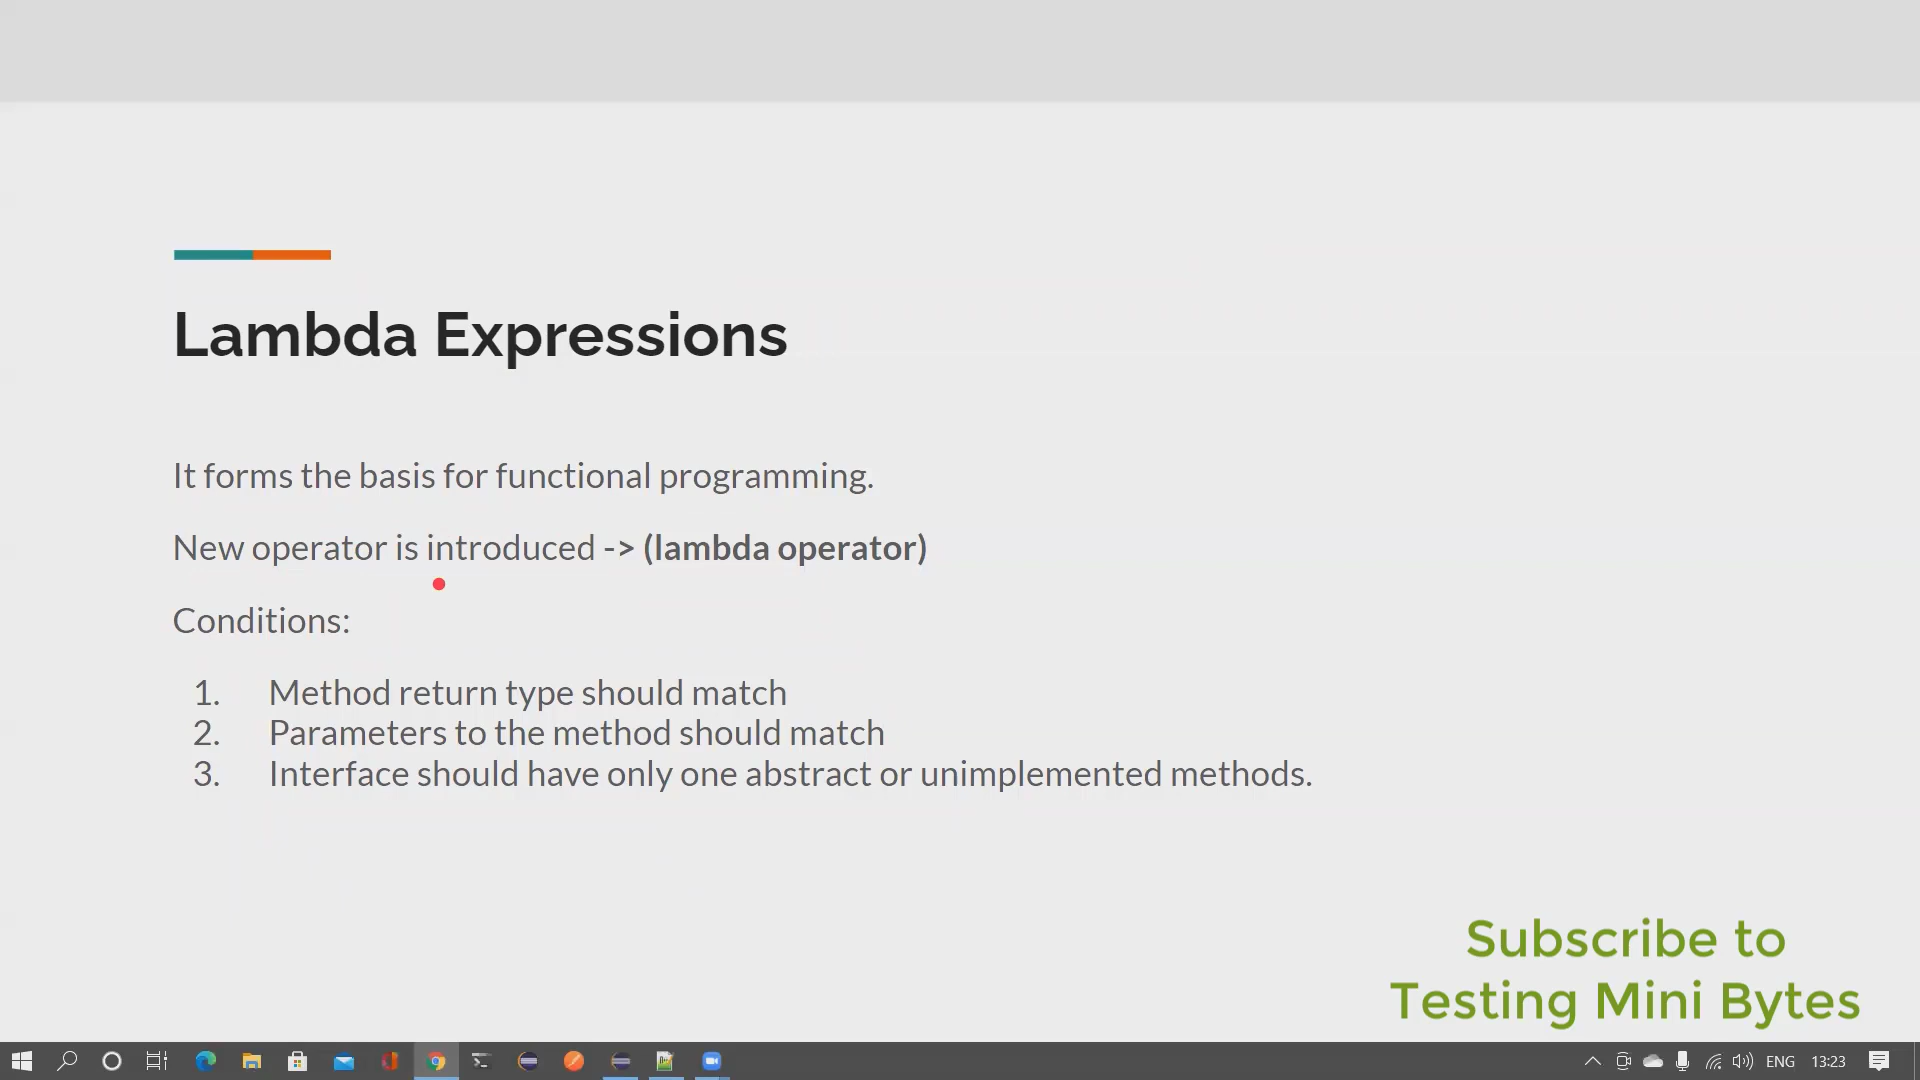 Lambda Expressions
It forms the basis for functional programming.
New operator is introduced -> (lambda operator)
Conditions:
1. Method return type should match
2. Parameters to the method should match
3. Interface should have only one abstract or unimplemented methods.
Subscribe to
Testing Mini Bytes
ENG 13:23